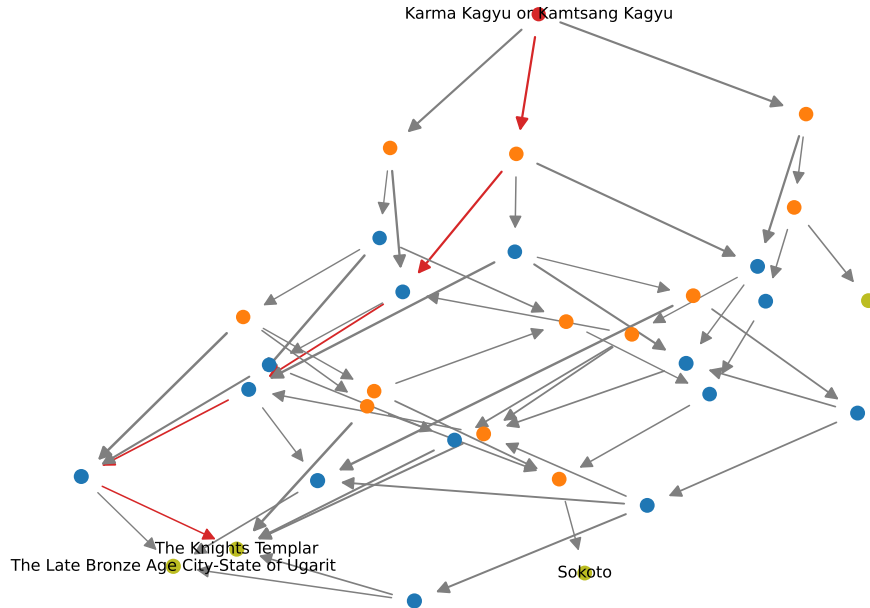 Karma Kagyu or Kamtsang Kagyu
The Knights Templar
The Late Bronze Age City-State of Ugarit
Sokoto